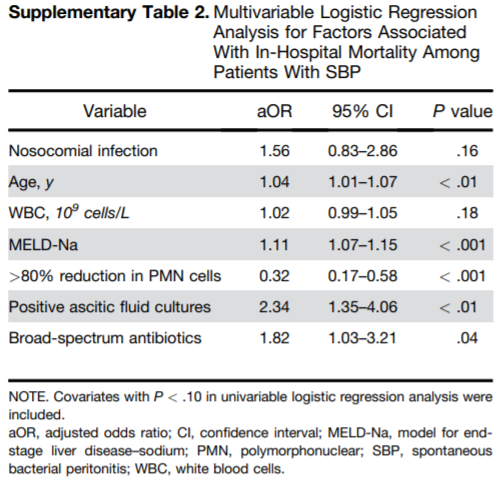 Supplementary Table 2. Multivariable Logistic Regression
Analysis for Factors Associated
With In-Hospital Mortality Among
Patients With SBP
Variable aOR 95% CI P value
Nosocomial infection 1.56 0.83–2.86 .16
Age, y 1.04 1.01–1.07 < .01
WBC, 10⁹ cells/L 1.02 0.99–1.05 .18
MELD-Na 1.11 1.07–1.15 < .001
>80% reduction in PMN cells 0.32 0.17–0.58 < .001
Positive ascitic fluid cultures 2.34 1.35–4.06 < .01
Broad-spectrum antibiotics 1.82 1.03–3.21 .04
NOTE. Covariates with P < .10 in univariable logistic regression analysis were
included.
aOR, adjusted odds ratio; CI, confidence interval; MELD-Na, model for end-
stage liver disease–sodium; PMN, polymorphonuclear; SBP, spontaneous
bacterial peritonitis; WBC, white blood cells.